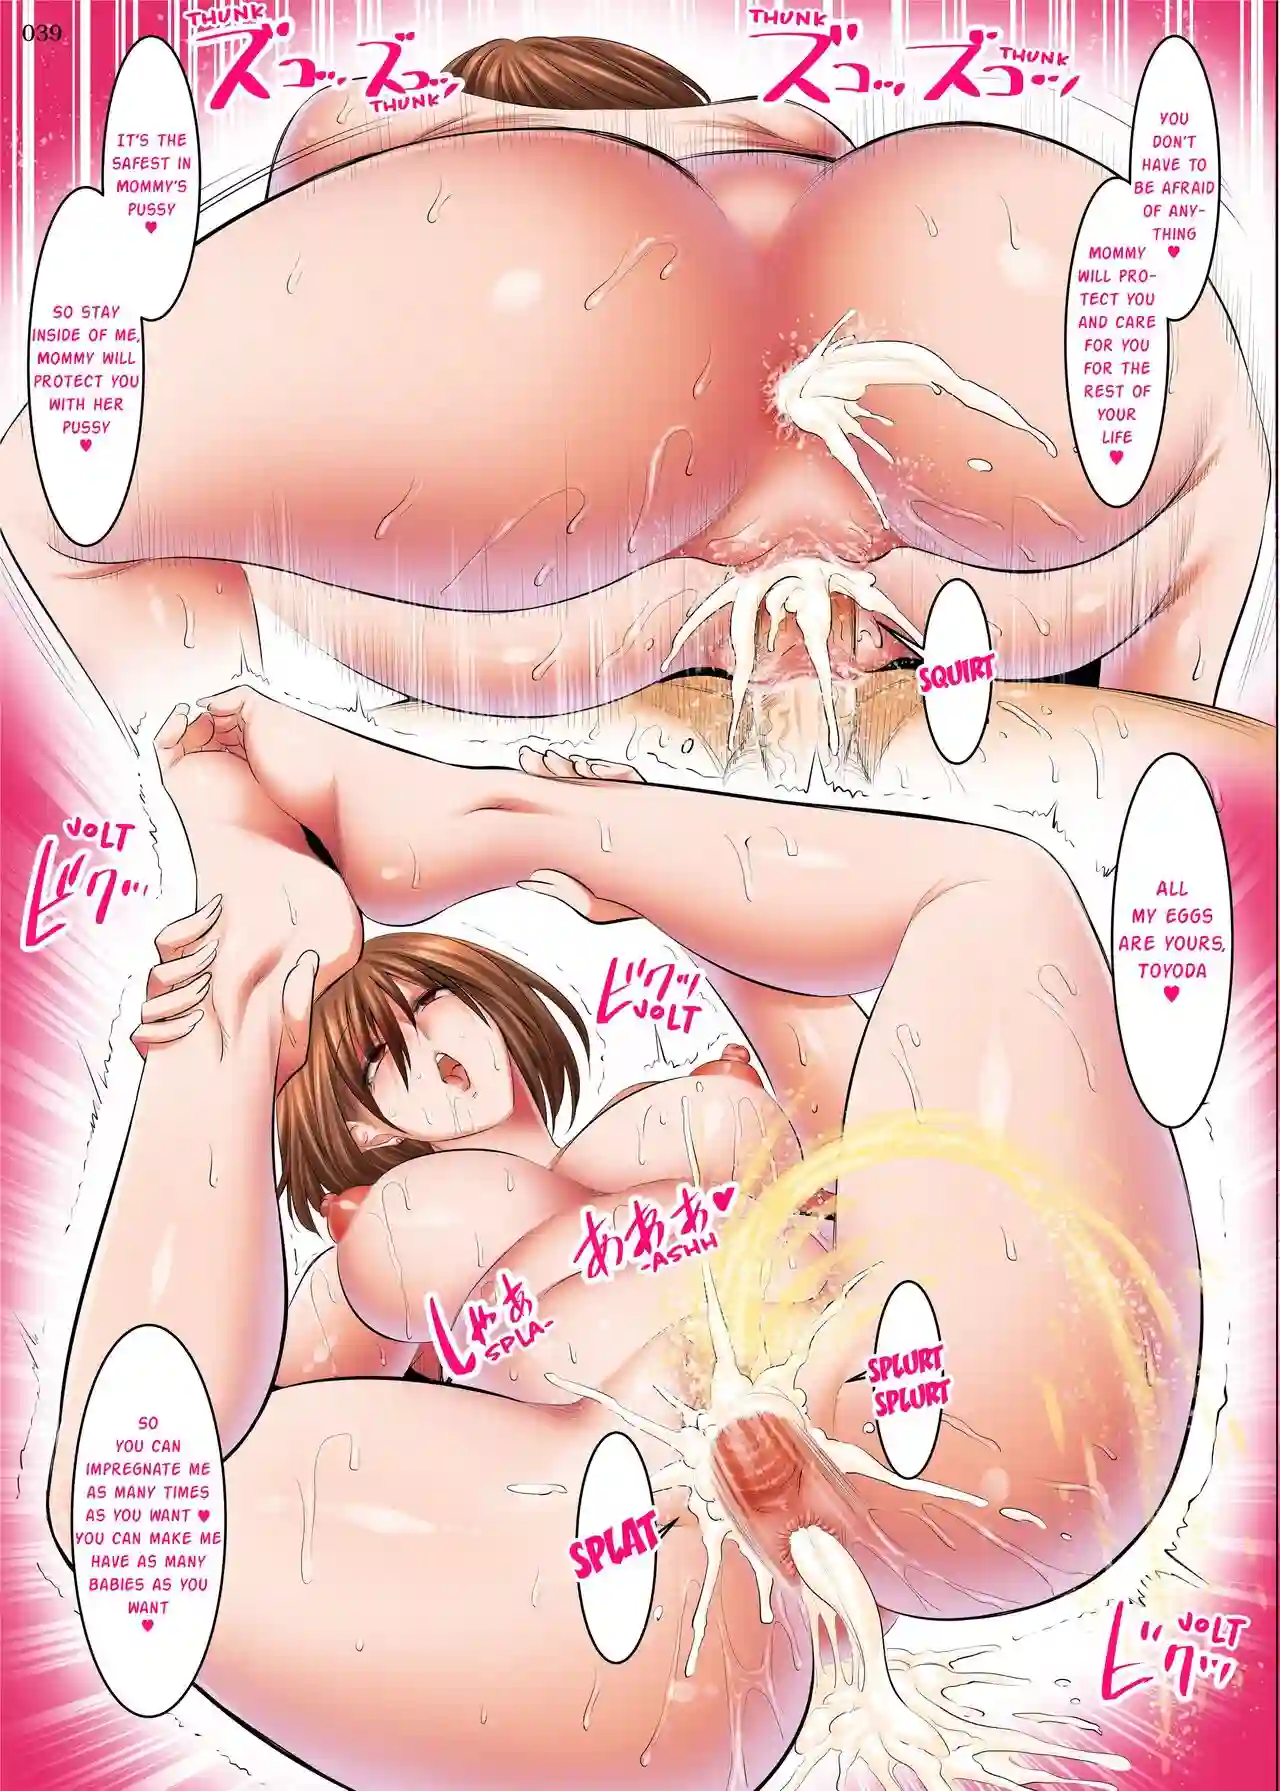 039
THUNK
ズコッ
ズコッ
THUNK
THUNK
ズコッ
ズコッ
THUNK
YOU
DON'T
HAVE TO
BE AFRAID
OF ANY-
THING
♥
MOMMY
WILL PRO-
TECT YOU
AND CARE
FOR YOU
FOR THE
REST OF
YOUR
LIFE
♥
IT'S THE
SAFEST IN
MOMMY'S
PUSSY
♥
SO STAY
INSIDE OF ME,
MOMMY WILL
PROTECT YOU
WITH HER
PUSSY
♥
SQUIRT
ALL
MY EGGS
ARE YOURS,
TOYODA
♥
JOLT
ビクッ
ビクッ
JOLT
しゃあ
SPLA-
あああ♥
-ASHH
SPLURT
SPLURT
SPLAT
SO
YOU CAN
IMPREGNATE ME
AS MANY TIMES
AS YOU WANT ♥
YOU CAN MAKE ME
HAVE AS MANY
BABIES AS YOU
WANT
♥
JOLT
ビクッ